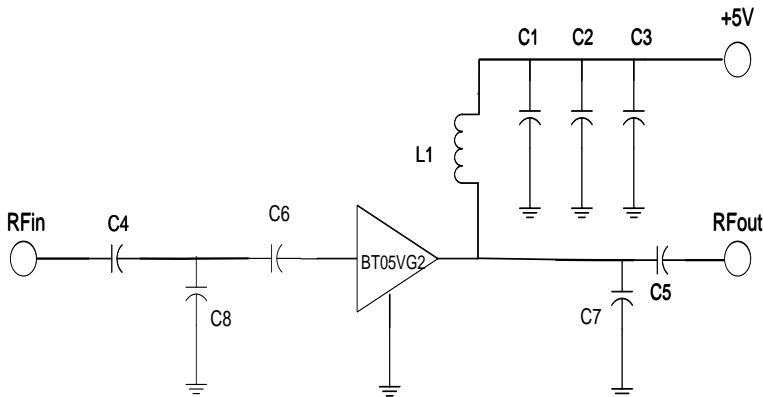 +5V
C1 C2 C3
L1
RFin C4 C6 RFout
BT05VG2
C5
C8 C7